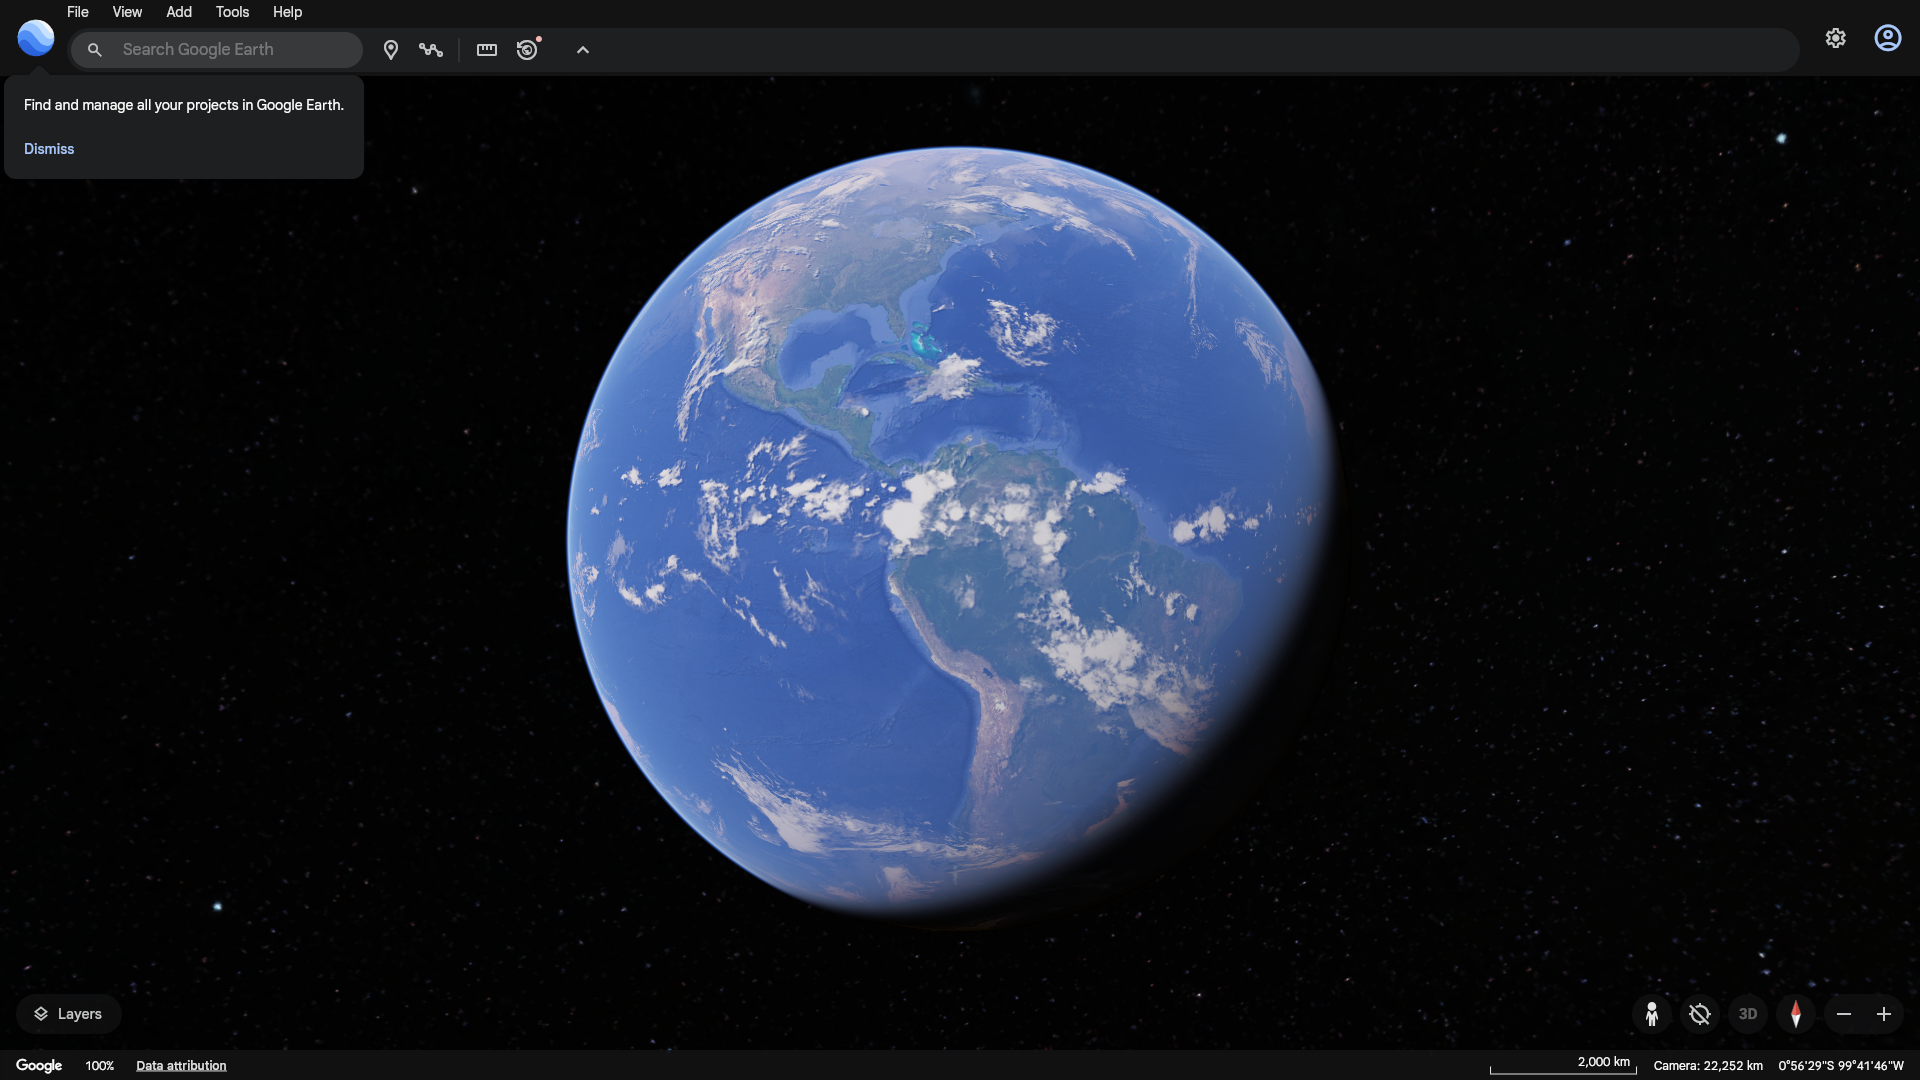 File View Add Tools Help
Search Google Earth
Find and manage all your projects in Google Earth.
Dismiss
Layers
3D
Google 100% Data attribution 2,000 km Camera: 22,252 km 0°56'29"S 99°41'46"W